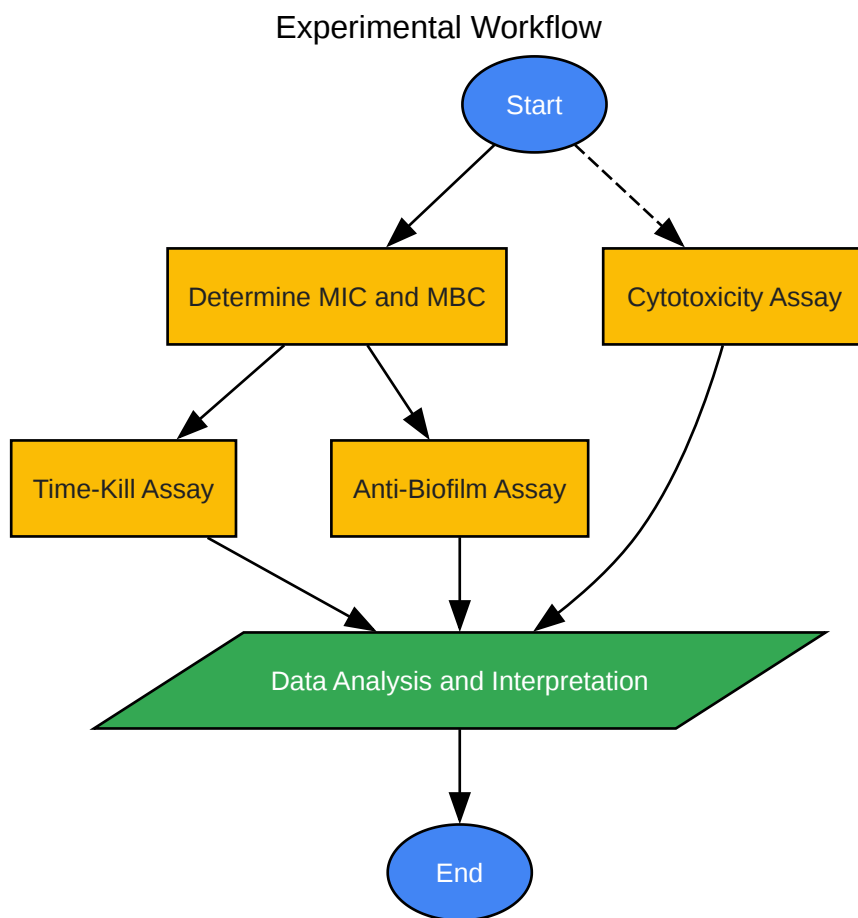 Experimental Workflow
Start
Determine MIC and MBC
Cytotoxicity Assay
Time-Kill Assay
Anti-Biofilm Assay
Data Analysis and Interpretation
End